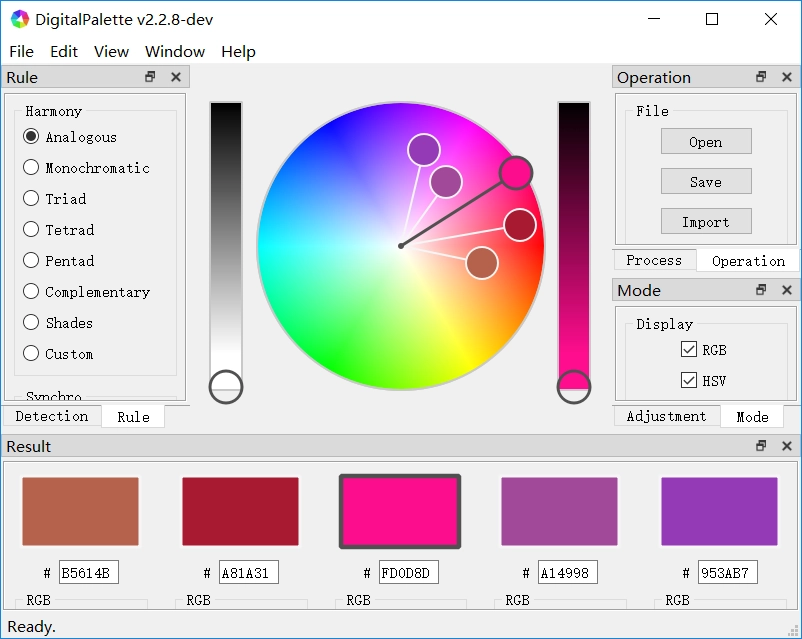 DigitalPalette v2.2.8-dev
File Edit View Window Help
Rule
Harmony
Analogous
Monochromatic
Triad
Tetrad
Pentad
Complementary
Shades
Custom
Synchro
Detection Rule
Operation
File
Open
Save
Import
Process Operation
Mode
Display
RGB
HSV
Adjustment Mode
Result
# B5614B # A81A31 # FD0D8D # A14998 # 953AB7
RGB RGB RGB RGB RGB
Ready.